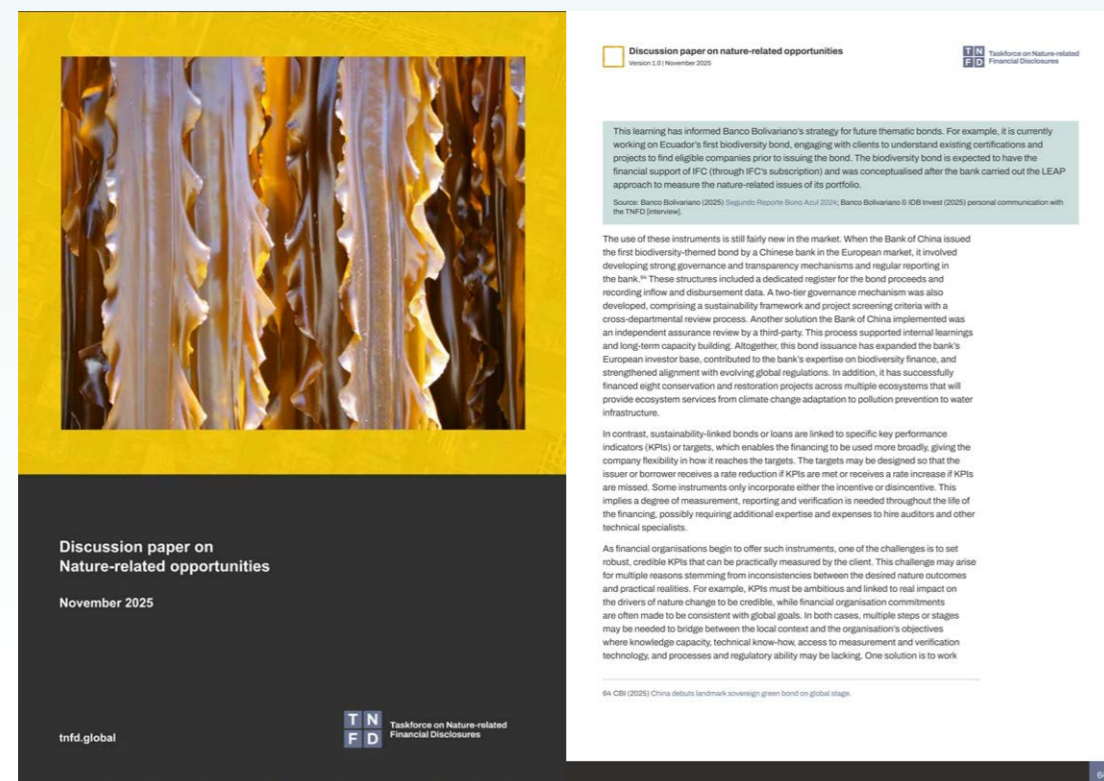 Discussion paper on
Nature-related opportunities
November 2025
tnfd.global
T N
F D
Taskforce on Nature-related
Financial Disclosures
Discussion paper on nature-related opportunities
Version 1.0 | November 2025
T N
F D
Taskforce on Nature-related
Financial Disclosures
This learning has informed Banco Bolivariano's strategy for future thematic bonds. For example, it is currently
working on Ecuador's first biodiversity bond, engaging with clients to understand existing certifications and
projects to find eligible companies prior to issuing the bond. The biodiversity bond is expected to have the
financial support of IFC (through IFC's subscription) and was conceptualised after the bank carried out the LEAP
approach to measure the nature-related issues of its portfolio.
Source: Banco Bolivariano (2025) Segundo Reporte Bono Azul 2024; Banco Bolivariano & IDB Invest (2025) personal communication with
the TNFD [interview].
The use of these instruments is still fairly new in the market. When the Bank of China issued
the first biodiversity-themed bond by a Chinese bank in the European market, it involved
developing strong governance and transparency mechanisms and regular reporting in
the bank.64 These structures included a dedicated register for the bond proceeds and
recording inflow and disbursement data. A two-tier governance mechanism was also
developed, comprising a sustainability framework and project screening criteria with a
cross-departmental review process. Another solution the Bank of China implemented was
an independent assurance review by a third-party. This process supported internal learnings
and long-term capacity building. Altogether, this bond issuance has expanded the bank's
European investor base, contributed to the bank's expertise on biodiversity finance, and
strengthened alignment with evolving global regulations. In addition, it has successfully
financed eight conservation and restoration projects across multiple ecosystems that will
provide ecosystem services from climate change adaptation to pollution prevention to water
infrastructure.
In contrast, sustainability-linked bonds or loans are linked to specific key performance
indicators (KPIs) or targets, which enables the financing to be used more broadly, giving the
company flexibility in how it reaches the targets. The targets may be designed so that the
issuer or borrower receives a rate reduction if KPIs are met or receives a rate increase if KPIs
are missed. Some instruments only incorporate either the incentive or disincentive. This
implies a degree of measurement, reporting and verification is needed throughout the life of
the financing, possibly requiring additional expertise and expenses to hire auditors and other
technical specialists.
As financial organisations begin to offer such instruments, one of the challenges is to set
robust, credible KPIs that can be practically measured by the client. This challenge may arise
for multiple reasons stemming from inconsistencies between the desired nature outcomes
and practical realities. For example, KPIs must be ambitious and linked to real impact on
the drivers of nature change to be credible, while financial organisation commitments
are often made to be consistent with global goals. In both cases, multiple steps or stages
may be needed to bridge between the local context and the organisation's objectives
where knowledge capacity, technical know-how, access to measurement and verification
technology, and processes and regulatory ability may be lacking. One solution is to work
64 CBI (2025) China debuts landmark sovereign green bond on global stage.